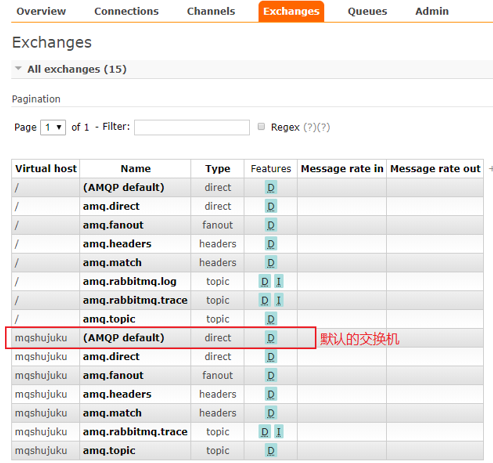 Overview Connections Channels Exchanges Queues Admin
Exchanges
All exchanges (15)
Pagination
Page 1 of 1 - Filter: Regex (?)(?)
Virtual host Name Type Features Message rate in Message rate out +
/ (AMQP default) direct D
/ amq.direct direct D
/ amq.fanout fanout D
/ amq.headers headers D
/ amq.match headers D
/ amq.rabbitmq.log topic D I
/ amq.rabbitmq.trace topic D I
/ amq.topic topic D
mqshujuku (AMQP default) direct D 默认的交换机
mqshujuku amq.direct direct D
mqshujuku amq.fanout fanout D
mqshujuku amq.headers headers D
mqshujuku amq.match headers D
mqshujuku amq.rabbitmq.trace topic D I
mqshujuku amq.topic topic D